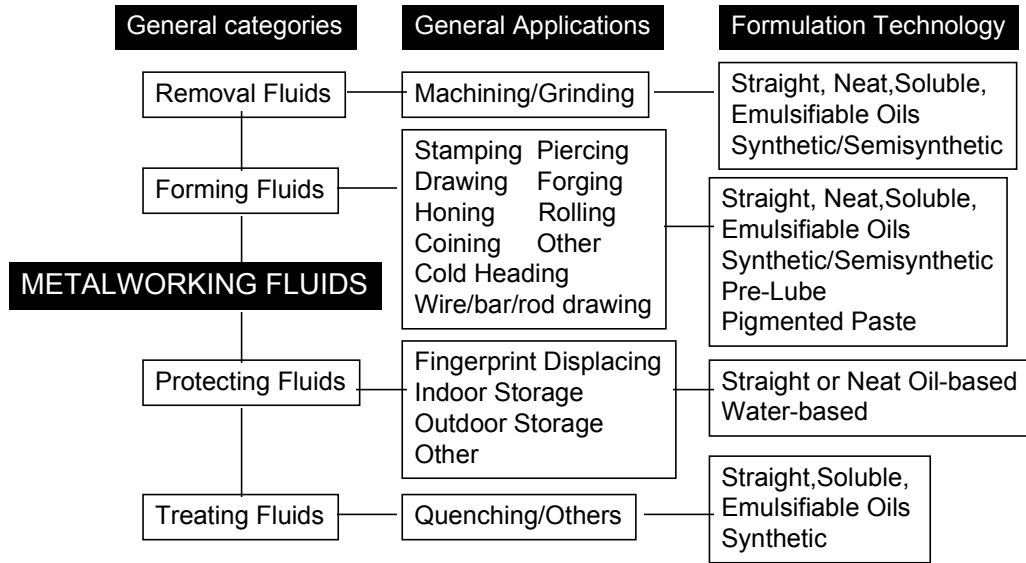 General categories
General Applications
Formulation Technology
Removal Fluids
Machining/Grinding
Straight, Neat,Soluble,
Emulsifiable Oils
Synthetic/Semisynthetic
Forming Fluids
Stamping Piercing
Drawing Forging
Honing Rolling
Coining Other
Cold Heading
Wire/bar/rod drawing
Straight, Neat,Soluble,
Emulsifiable Oils
Synthetic/Semisynthetic
Pre-Lube
Pigmented Paste
METALWORKING FLUIDS
Protecting Fluids
Fingerprint Displacing
Indoor Storage
Outdoor Storage
Other
Straight or Neat Oil-based
Water-based
Treating Fluids
Quenching/Others
Straight,Soluble,
Emulsifiable Oils
Synthetic